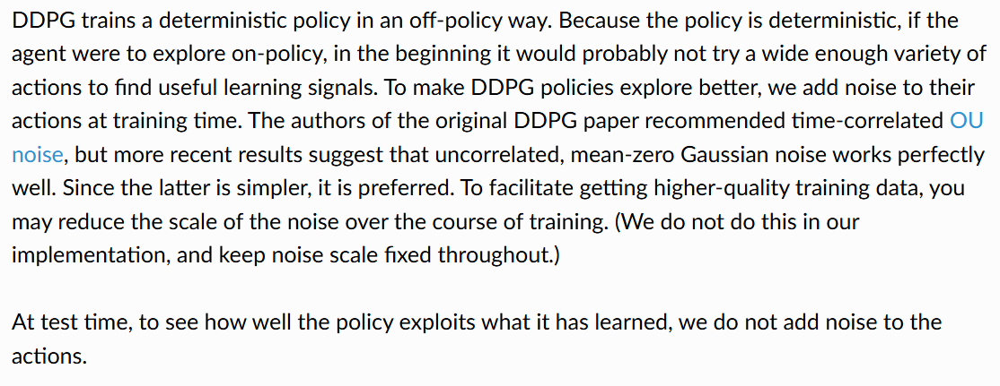 DDPG trains a deterministic policy in an off-policy way. Because the policy is deterministic, if the
agent were to explore on-policy, in the beginning it would probably not try a wide enough variety of
actions to find useful learning signals. To make DDPG policies explore better, we add noise to their
actions at training time. The authors of the original DDPG paper recommended time-correlated OU
noise, but more recent results suggest that uncorrelated, mean-zero Gaussian noise works perfectly
well. Since the latter is simpler, it is preferred. To facilitate getting higher-quality training data, you
may reduce the scale of the noise over the course of training. (We do not do this in our
implementation, and keep noise scale fixed throughout.)
At test time, to see how well the policy exploits what it has learned, we do not add noise to the
actions.